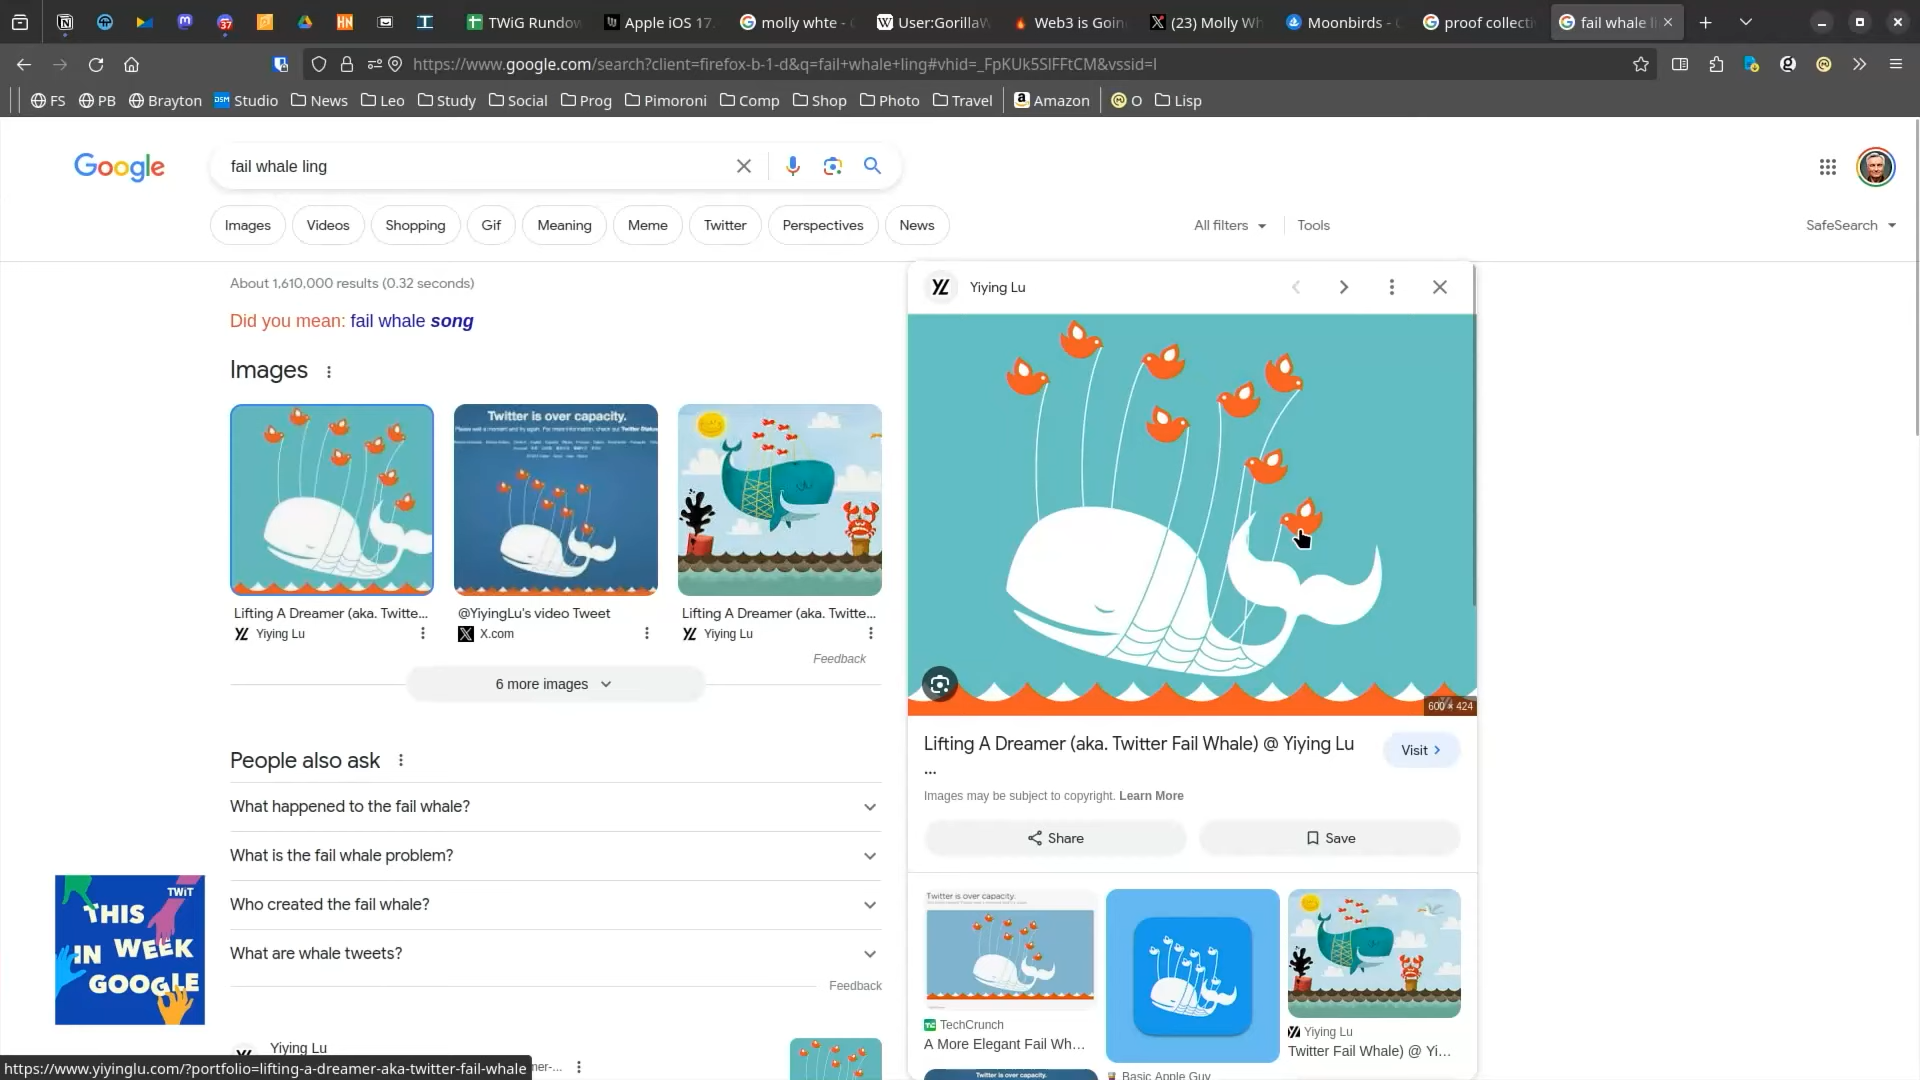 37
HN
TWiG Rundow
Apple iOS 17.
molly whte - G
User:GorillaW
Web3 is Goin
(23) Molly Wh
Moonbirds - C
proof collecti
fail whale li
https://www.google.com/search?client=firefox-b-1-d&q=fail+whale+ling#vhid=_FpKUk5SlFFtCM&vssid=l
FS
PB
Brayton
DSM Studio
News
Leo
Study
Social
Prog
Pimoroni
Comp
Shop
Photo
Travel
Amazon
O
Lisp
Google
fail whale ling
Images
Videos
Shopping
Gif
Meaning
Meme
Twitter
Perspectives
News
All filters
Tools
SafeSearch
About 1,610,000 results (0.32 seconds)
Did you mean: fail whale song
Images
Twitter is over capacity.
Lifting A Dreamer (aka. Twitte...
Yiying Lu
@YiyingLu's video Tweet
X.com
Lifting A Dreamer (aka. Twitte...
Yiying Lu
Feedback
6 more images
People also ask
What happened to the fail whale?
What is the fail whale problem?
Who created the fail whale?
What are whale tweets?
Feedback
Yiying Lu
mer-...
YL Yiying Lu
600 × 424
Lifting A Dreamer (aka. Twitter Fail Whale) @ Yiying Lu
...
Visit
Images may be subject to copyright. Learn More
Share
Save
Twitter is over capacity.
TechCrunch
A More Elegant Fail Wh...
Basic Apple Guy
Yiying Lu
Twitter Fail Whale) @ Yi...
Twitter is over capacity.
TWiT
THIS
IN WEEK
GOOGLE
https://www.yiyinglu.com/?portfolio=lifting-a-dreamer-aka-twitter-fail-whale